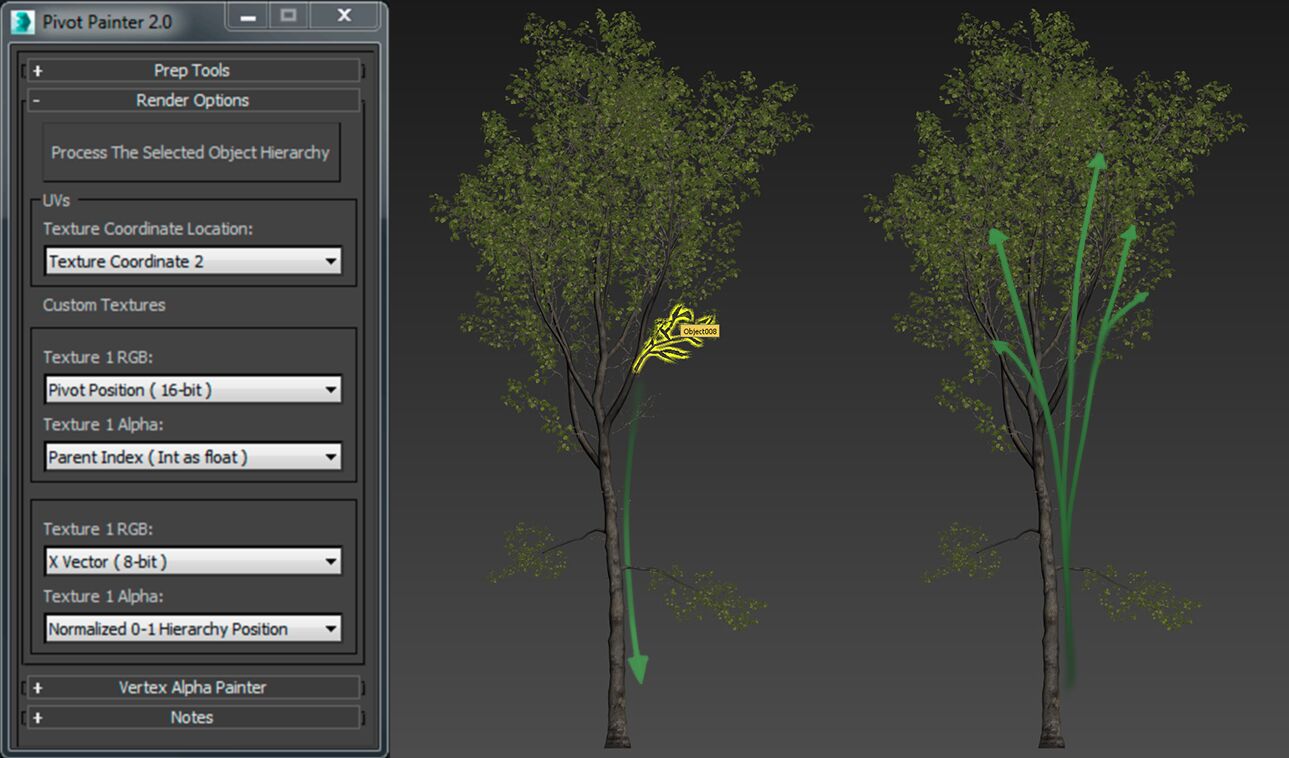 Pivot Painter 2.0
+ Prep Tools
- Render Options
Process The Selected Object Hierarchy
UVs
Texture Coordinate Location:
Texture Coordinate 2
Custom Textures
Texture 1 RGB:
Pivot Position ( 16-bit )
Texture 1 Alpha:
Parent Index ( Int as float )
Texture 1 RGB:
X Vector ( 8-bit )
Texture 1 Alpha:
Normalized 0-1 Hierarchy Position
+ Vertex Alpha Painter
+ Notes
Object008